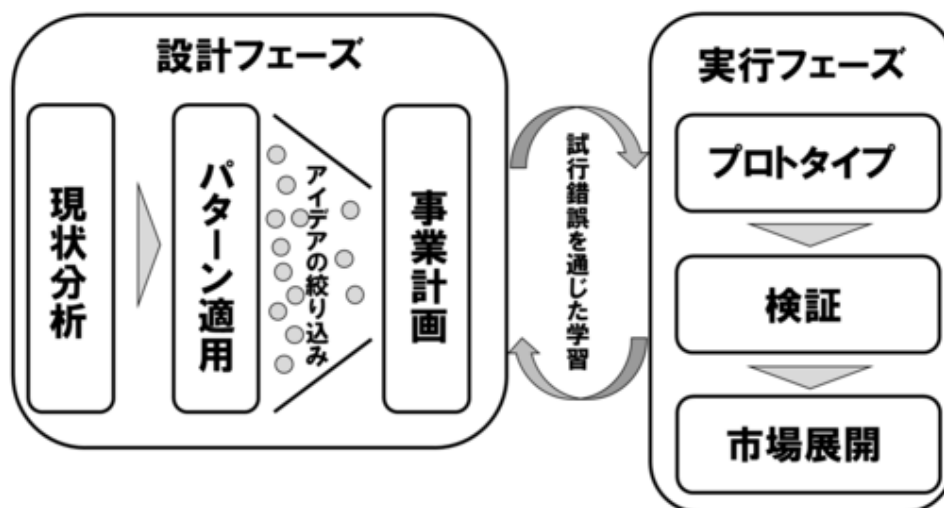 設計フェーズ
現状分析
パターン適用
アイデアの絞り込み
事業計画
試行錯誤を通じた学習
実行フェーズ
プロトタイプ
検証
市場展開